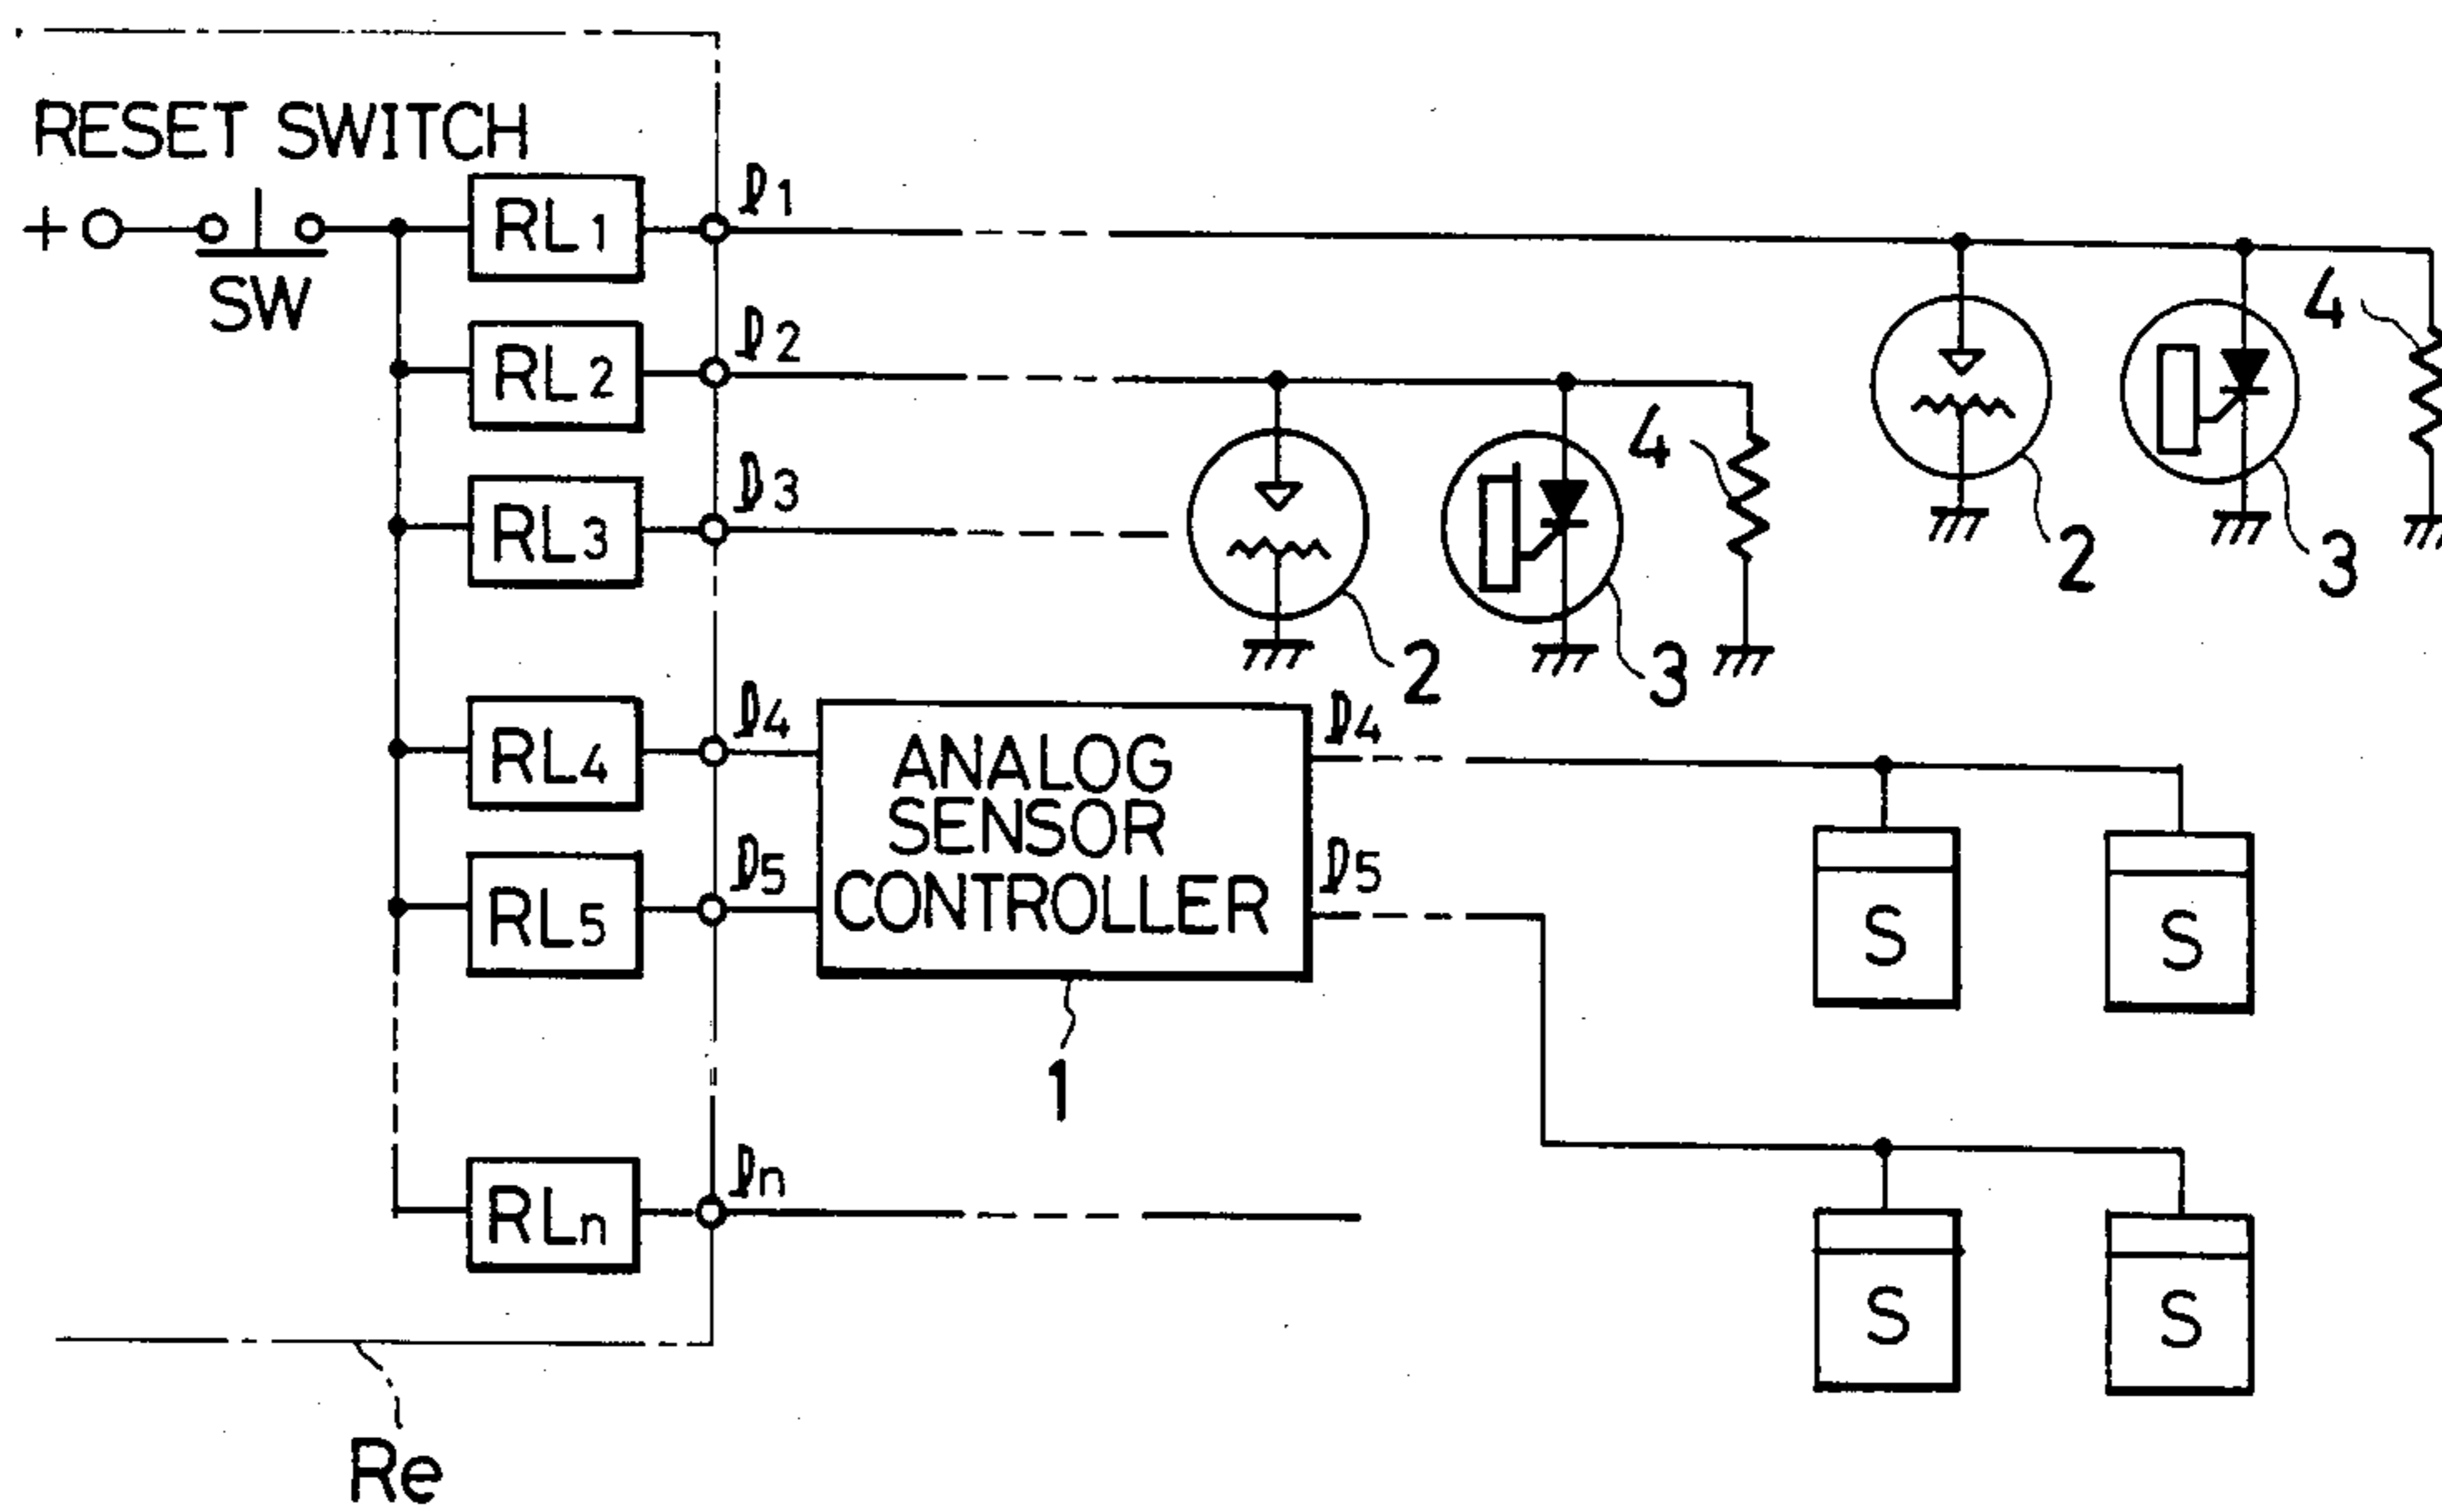 RESET SWITCH
+
SW
RL1
ℓ1
4
2
3
RL2
ℓ2
4
2
3
RL3
ℓ3
RL4
ℓ4
ANALOG
SENSOR
CONTROLLER
ℓ4
S
S
RL5
ℓ5
ℓ5
1
RLn
ℓn
S
S
Re